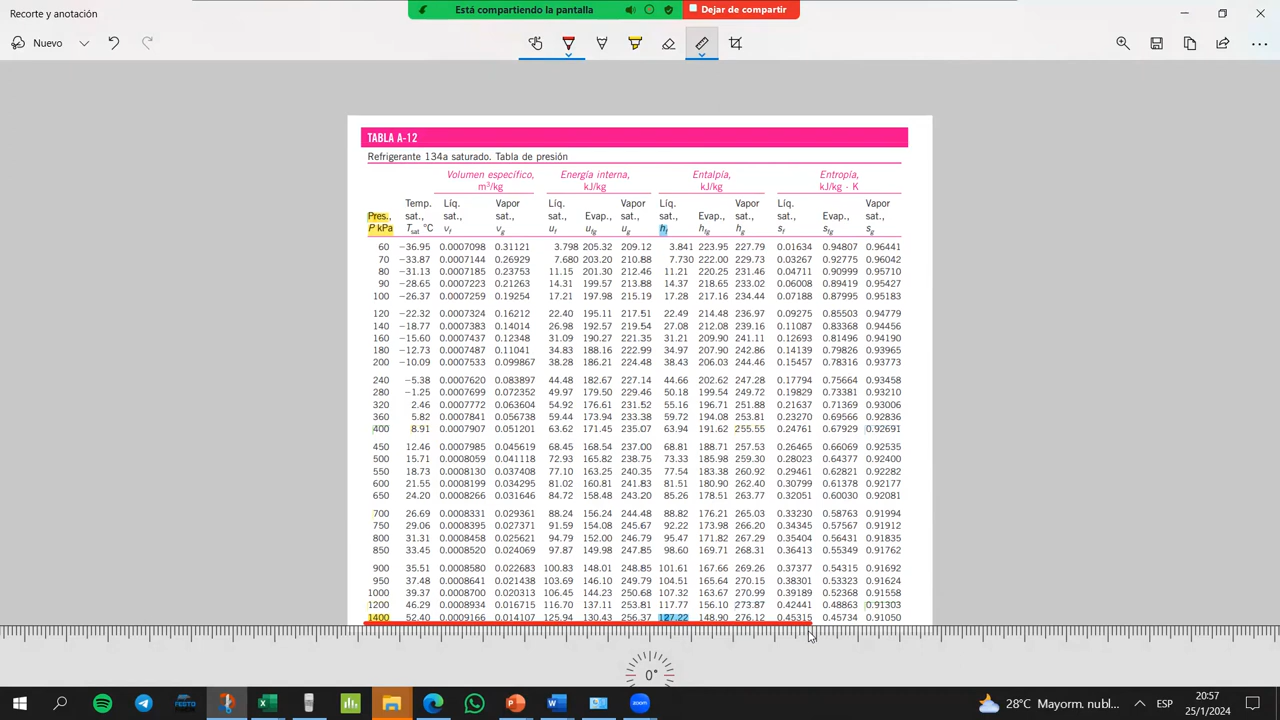 Recorte y anotación
Está compartiendo la pantalla
Dejar de compartir
Nuevo
TABLA A-12
Refrigerante 134a saturado. Tabla de presión
Volumen específico, Energía interna, Entalpía, Entropía,
m³/kg kJ/kg kJ/kg kJ/kg · K
Temp. Líq. Vapor Líq. Vapor Líq. Vapor Líq. Vapor
Pres., sat., sat., sat., sat., Evap., sat., sat., Evap., sat., sat., Evap., sat.,
P kPa Tsat °C vf vg uf ufg ug hf hfg hg sf sfg sg
60 −36.95 0.0007098 0.31121 3.798 205.32 209.12 3.841 223.95 227.79 0.01634 0.94807 0.96441
70 −33.87 0.0007144 0.26929 7.680 203.20 210.88 7.730 222.00 229.73 0.03267 0.92775 0.96042
80 −31.13 0.0007185 0.23753 11.15 201.30 212.46 11.21 220.25 231.46 0.04711 0.90999 0.95710
90 −28.65 0.0007223 0.21263 14.31 199.57 213.88 14.37 218.65 233.02 0.06008 0.89419 0.95427
100 −26.37 0.0007259 0.19254 17.21 197.98 215.19 17.28 217.16 234.44 0.07188 0.87995 0.95183
120 −22.32 0.0007324 0.16212 22.40 195.11 217.51 22.49 214.48 236.97 0.09275 0.85503 0.94779
140 −18.77 0.0007383 0.14014 26.98 192.57 219.54 27.08 212.08 239.16 0.11087 0.83368 0.94456
160 −15.60 0.0007437 0.12348 31.09 190.27 221.35 31.21 209.90 241.11 0.12693 0.81496 0.94190
180 −12.73 0.0007487 0.11041 34.83 188.16 222.99 34.97 207.90 242.86 0.14139 0.79826 0.93965
200 −10.09 0.0007533 0.099867 38.28 186.21 224.48 38.43 206.03 244.46 0.15457 0.78316 0.93773
240 −5.38 0.0007620 0.083897 44.48 182.67 227.14 44.66 202.62 247.28 0.17794 0.75664 0.93458
280 −1.25 0.0007699 0.072352 49.97 179.50 229.46 50.18 199.54 249.72 0.19829 0.73381 0.93210
320 2.46 0.0007772 0.063604 54.92 176.61 231.52 55.16 196.71 251.88 0.21637 0.71369 0.93006
360 5.82 0.0007841 0.056738 59.44 173.94 233.38 59.72 194.08 253.81 0.23270 0.69566 0.92836
400 8.91 0.0007907 0.051201 63.62 171.45 235.07 63.94 191.62 255.55 0.24761 0.67929 0.92691
450 12.46 0.0007985 0.045619 68.45 168.54 237.00 68.81 188.71 257.53 0.26465 0.66069 0.92535
500 15.71 0.0008059 0.041118 72.93 165.82 238.75 73.33 185.98 259.30 0.28023 0.64377 0.92400
550 18.73 0.0008130 0.037408 77.10 163.25 240.35 77.54 183.38 260.92 0.29461 0.62821 0.92282
600 21.55 0.0008199 0.034295 81.02 160.81 241.83 81.51 180.90 262.40 0.30799 0.61378 0.92177
650 24.20 0.0008266 0.031646 84.72 158.48 243.20 85.26 178.51 263.77 0.32051 0.60030 0.92081
700 26.69 0.0008331 0.029361 88.24 156.24 244.48 88.82 176.21 265.03 0.33230 0.58763 0.91994
750 29.06 0.0008395 0.027371 91.59 154.08 245.67 92.22 173.98 266.20 0.34345 0.57567 0.91912
800 31.31 0.0008458 0.025621 94.79 152.00 246.79 95.47 171.82 267.29 0.35404 0.56431 0.91835
850 33.45 0.0008520 0.024069 97.87 149.98 247.85 98.60 169.71 268.31 0.36413 0.55349 0.91762
900 35.51 0.0008580 0.022683 100.83 148.01 248.85 101.61 167.66 269.26 0.37377 0.54315 0.91692
950 37.48 0.0008641 0.021438 103.69 146.10 249.79 104.51 165.64 270.15 0.38301 0.53323 0.91624
1000 39.37 0.0008700 0.020313 106.45 144.23 250.68 107.32 163.67 270.99 0.39189 0.52368 0.91558
1200 46.29 0.0008934 0.016715 116.70 137.11 253.81 117.77 156.10 273.87 0.42441 0.48863 0.91303
1400 52.40 0.0009166 0.014107 125.94 130.43 256.37 127.22 148.90 276.12 0.45315 0.45734 0.91050
0°
FESTO
zoom
28°C Mayorm. nubl...
ESP
20:57
25/1/2024